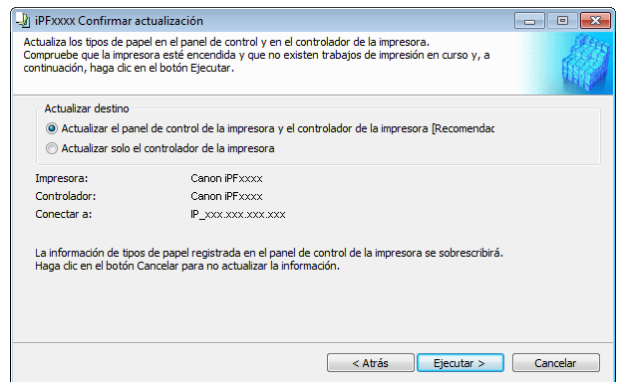 iPFxxxx Confirmar actualización
Actualiza los tipos de papel en el panel de control y en el controlador de la impresora.
Compruebe que la impresora esté encendida y que no existen trabajos de impresión en curso y, a
continuación, haga clic en el botón Ejecutar.
Actualizar destino
Actualizar el panel de control de la impresora y el controlador de la impresora [Recomendac
Actualizar solo el controlador de la impresora
Impresora: Canon iPFxxxx
Controlador: Canon iPFxxxx
Conectar a: IP_xxx.xxx.xxx.xxx
La información de tipos de papel registrada en el panel de control de la impresora se sobrescribirá.
Haga clic en el botón Cancelar para no actualizar la información.
< Atrás Ejecutar > Cancelar